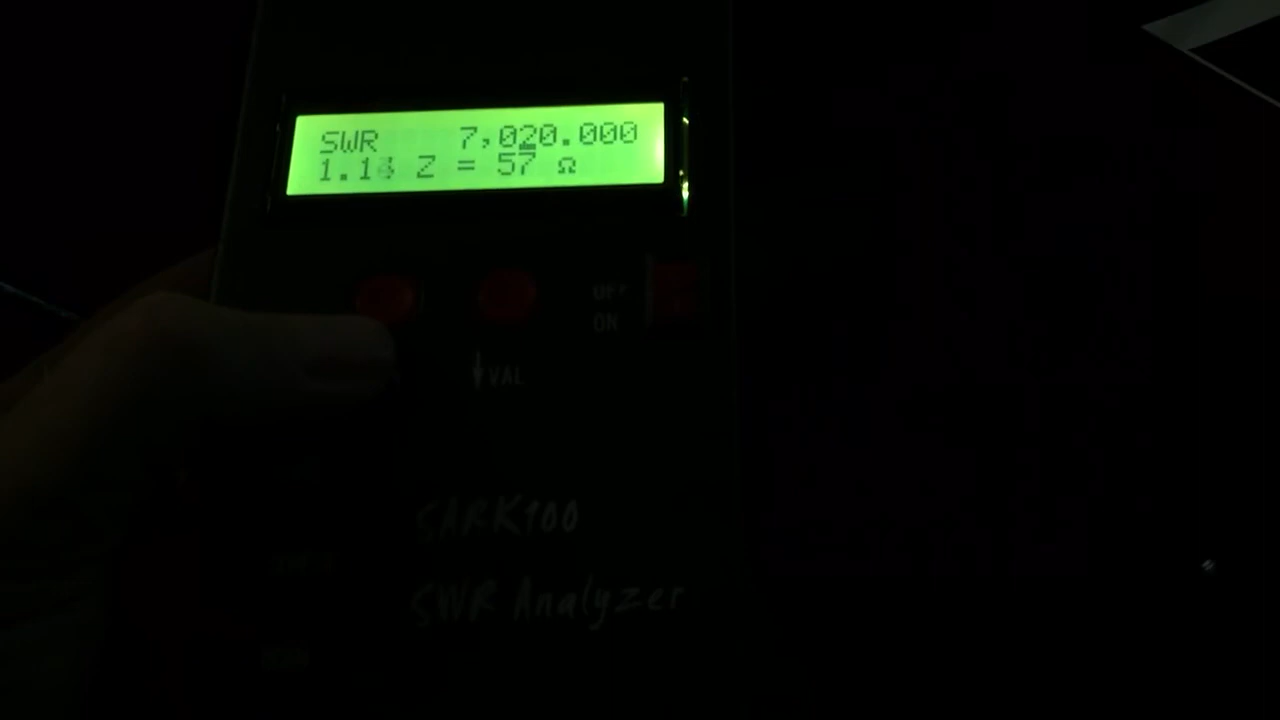 SWR 7,020.000
Z = 57 Ω
OFF
ON
VAL
SARK100
SWR Analyzer